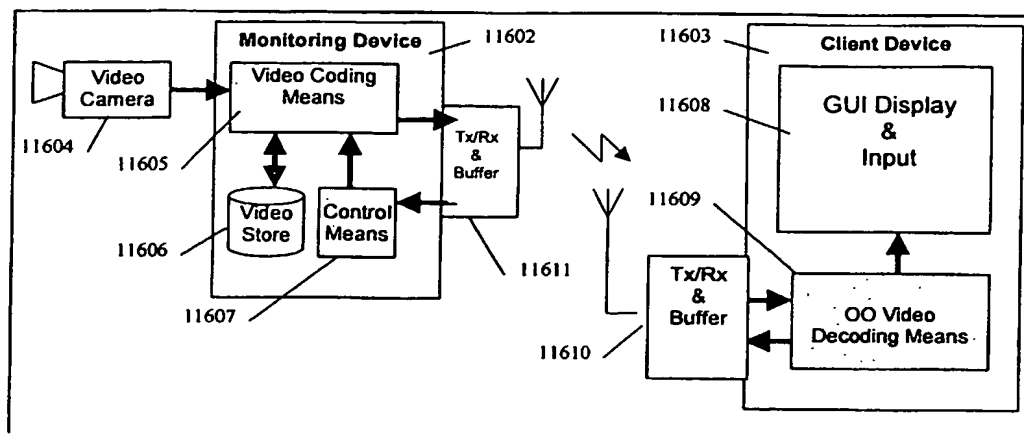 Monitoring Device
11602
11603
Client Device
Video
Camera
Video Coding
Means
11608
GUI Display
&
Input
11604
11605
Tx/Rx
&
Buffer
Video
Store
Control
Means
11609
11606
11611
Tx/Rx
&
Buffer
OO Video
Decoding Means
11607
11610